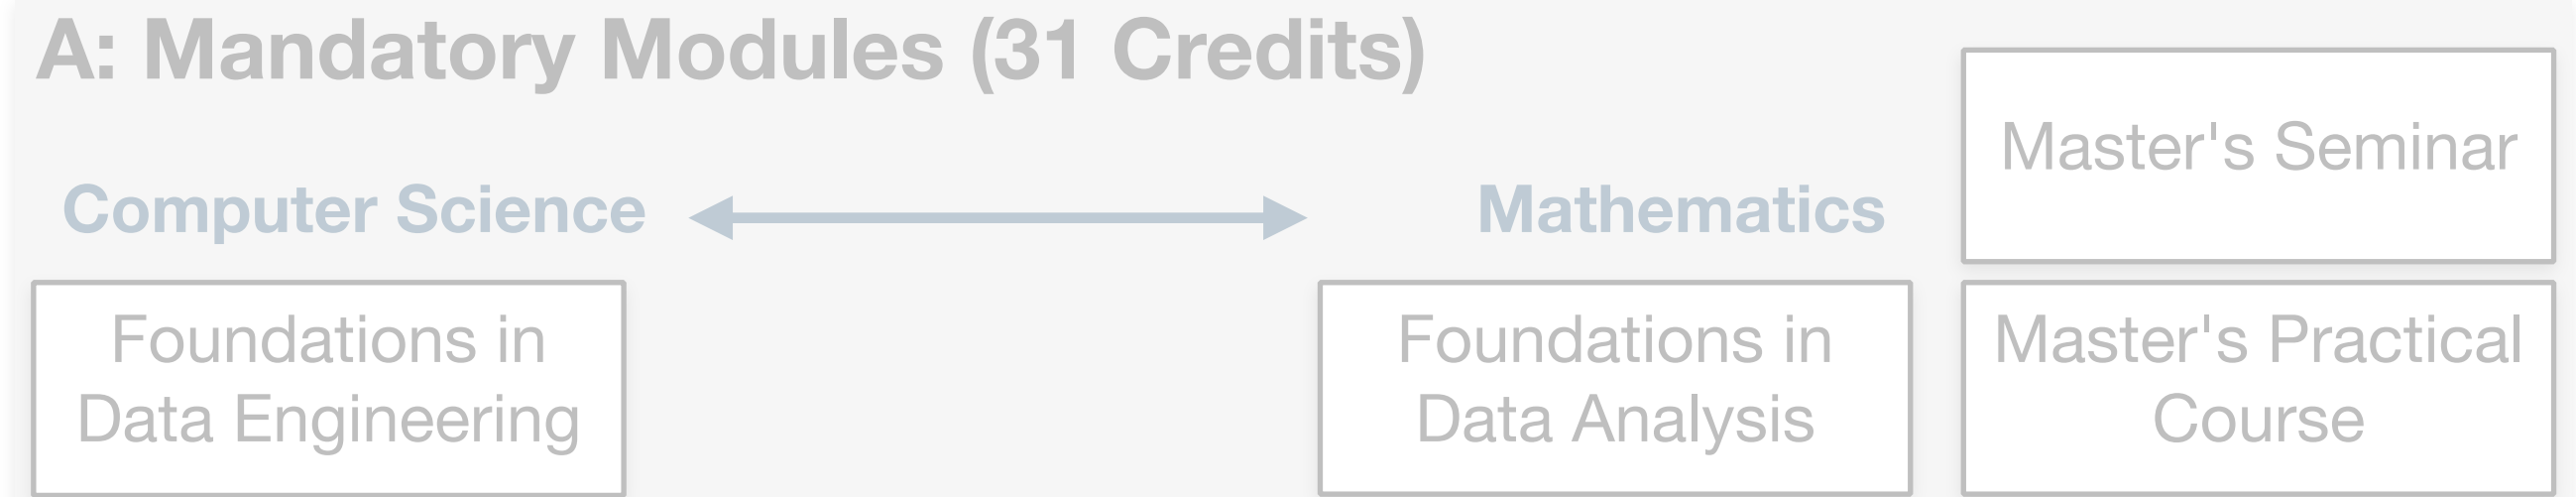 A: Mandatory Modules (31 Credits)
Master's Seminar
Computer Science
Mathematics
Foundations in
Data Engineering
Foundations in
Data Analysis
Master's Practical
Course